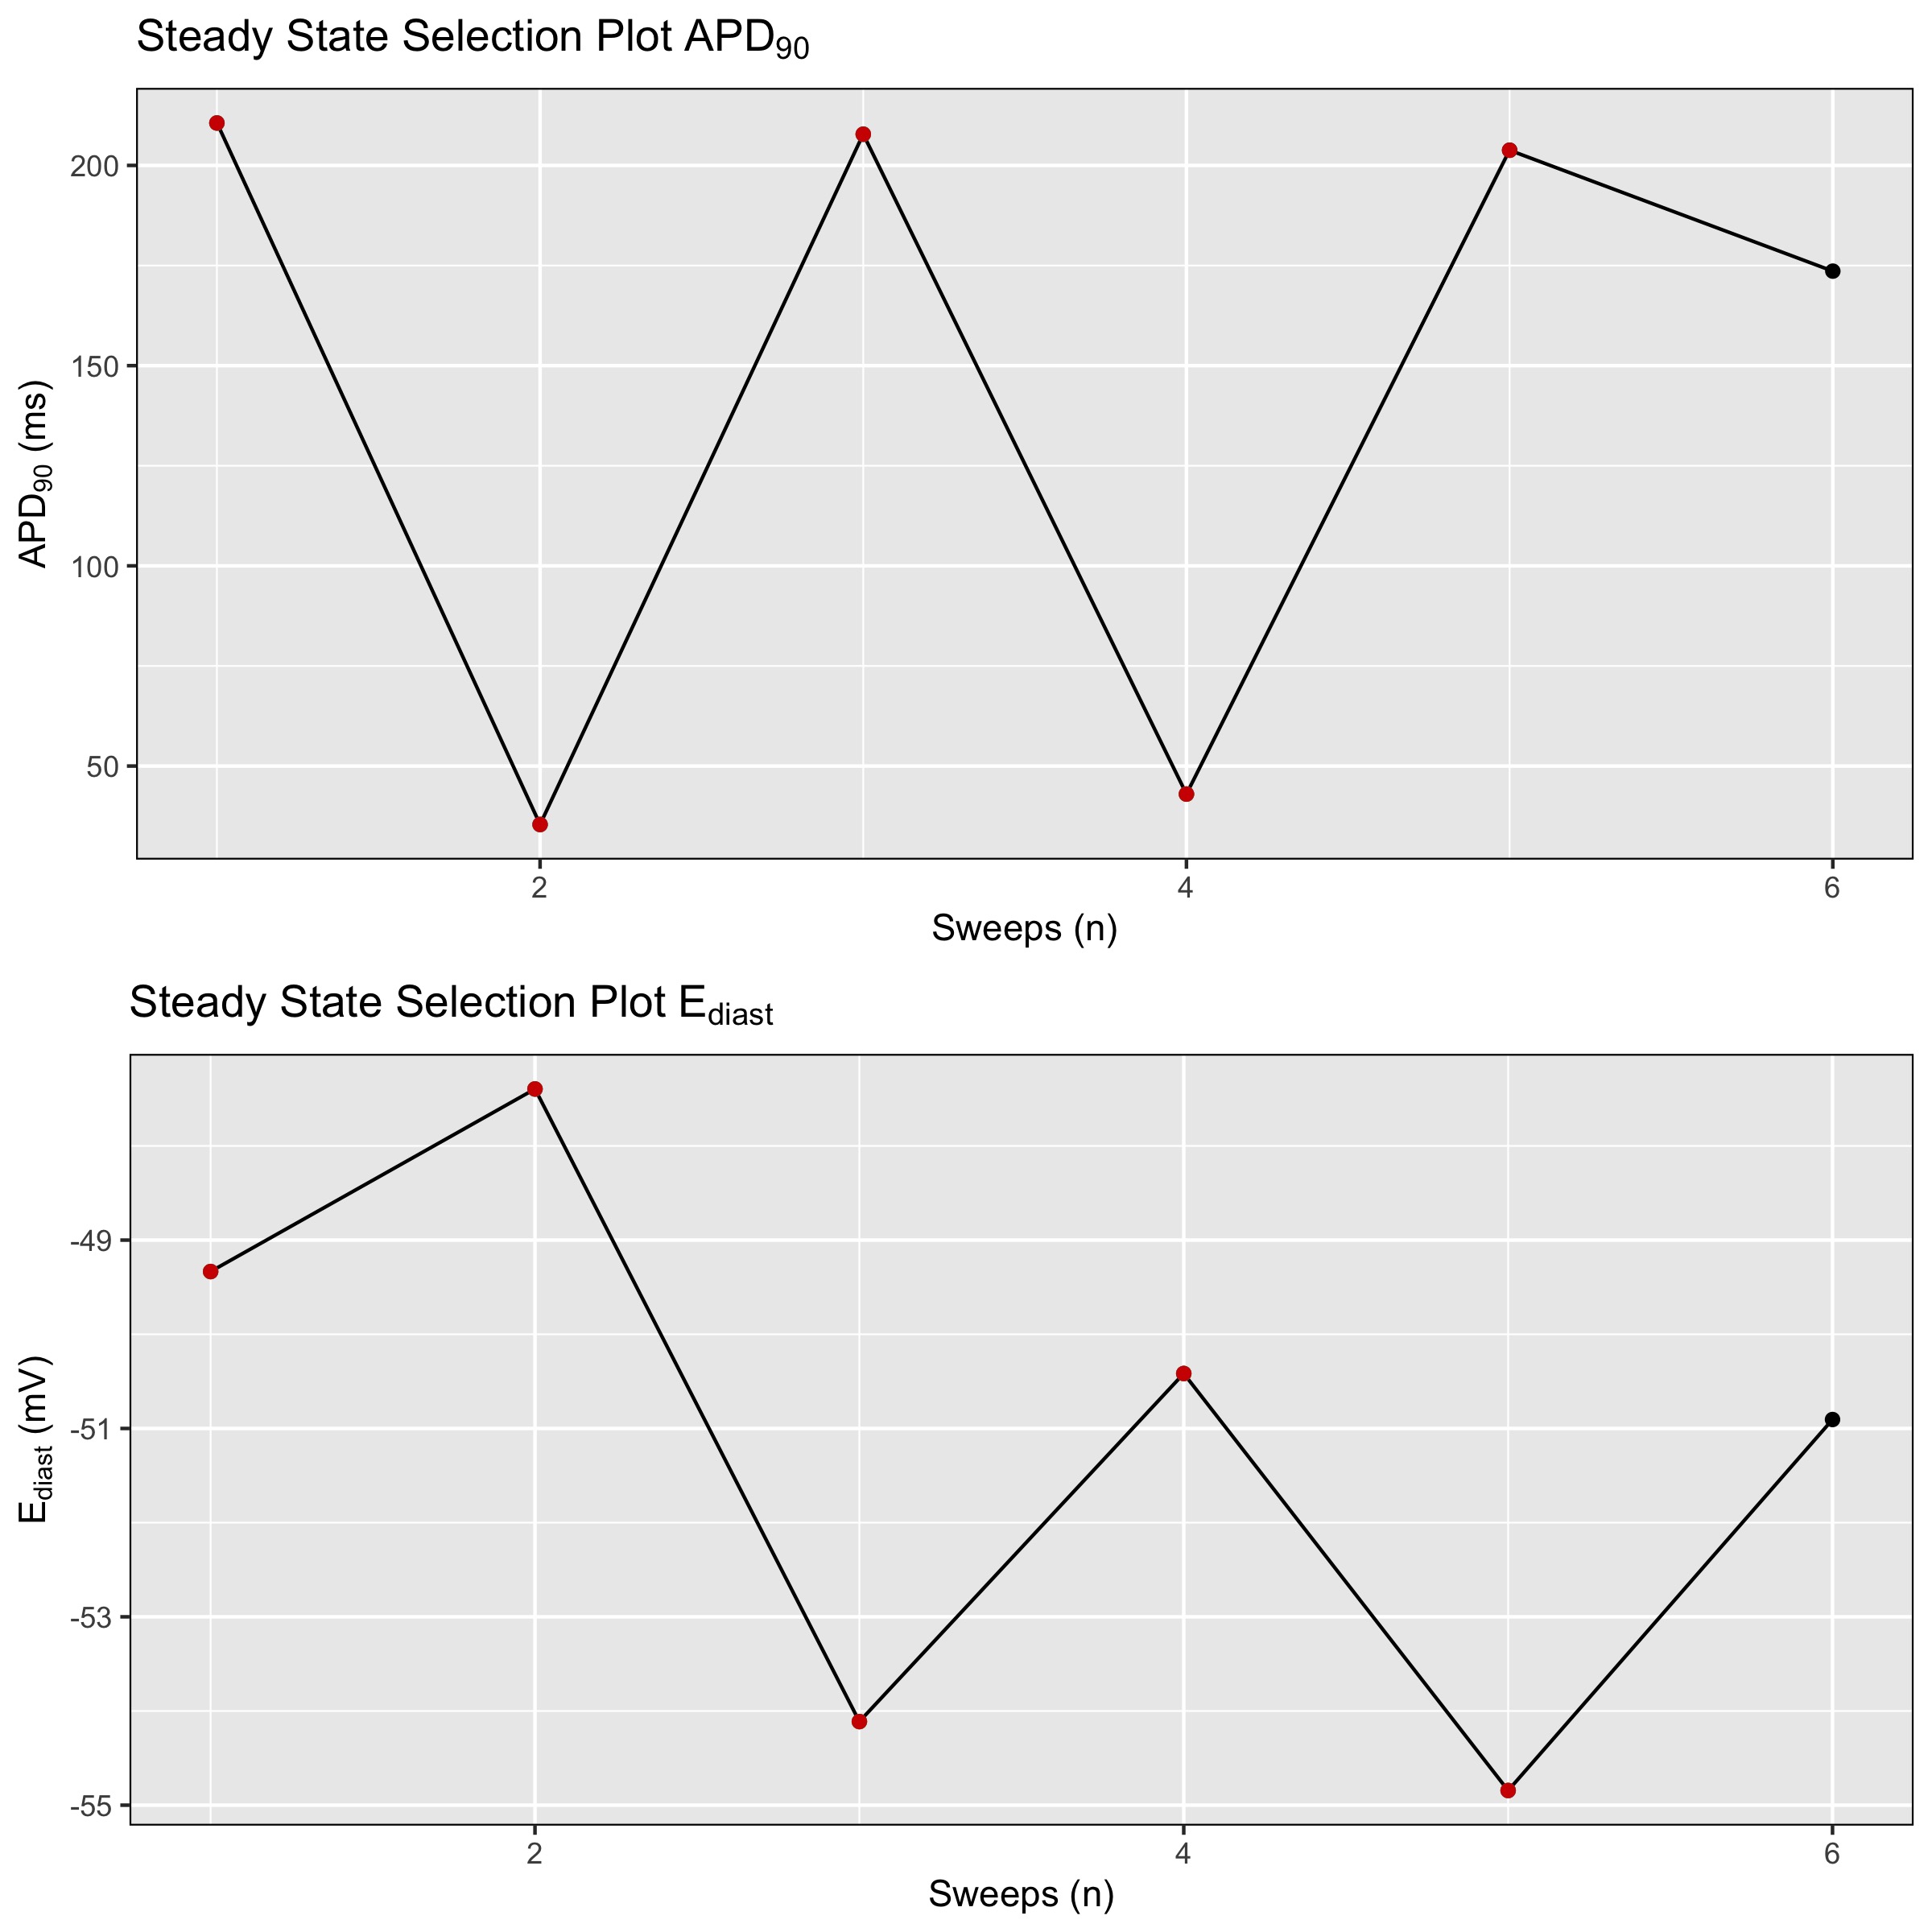 Steady State Selection Plot APD90
200
150
100
50
APD90 (ms)
2 4 6
Sweeps (n)
Steady State Selection Plot Ediast
-49
-51
-53
-55
Ediast (mV)
2 4 6
Sweeps (n)